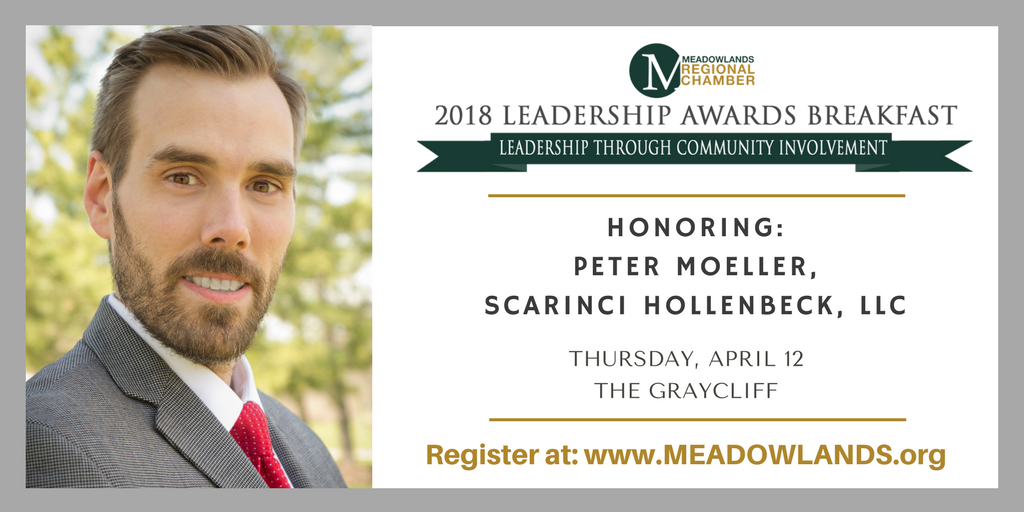 M
MEADOWLANDS
REGIONAL
CHAMBER
2018 LEADERSHIP AWARDS BREAKFAST
LEADERSHIP THROUGH COMMUNITY INVOLVEMENT
HONORING:
PETER MOELLER,
SCARINCI HOLLENBECK, LLC
THURSDAY, APRIL 12
THE GRAYCLIFF
Register at: www.MEADOWLANDS.org